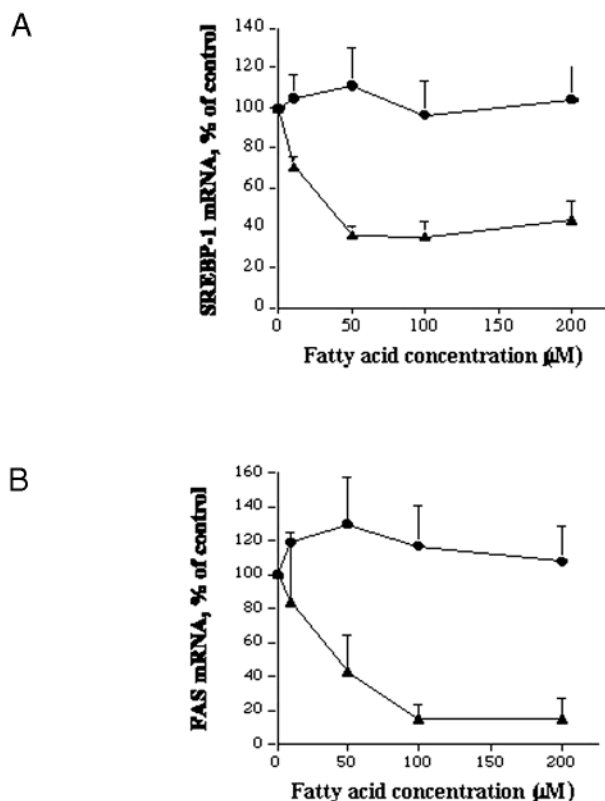 A
SREBP-1 mRNA, % of control
140
120
100
80
60
40
20
0
0 50 100 150 200
Fatty acid concentration (μM)
B
FAS mRNA, % of control
160
140
120
100
80
60
40
20
0
0 50 100 150 200
Fatty acid concentration (μM)